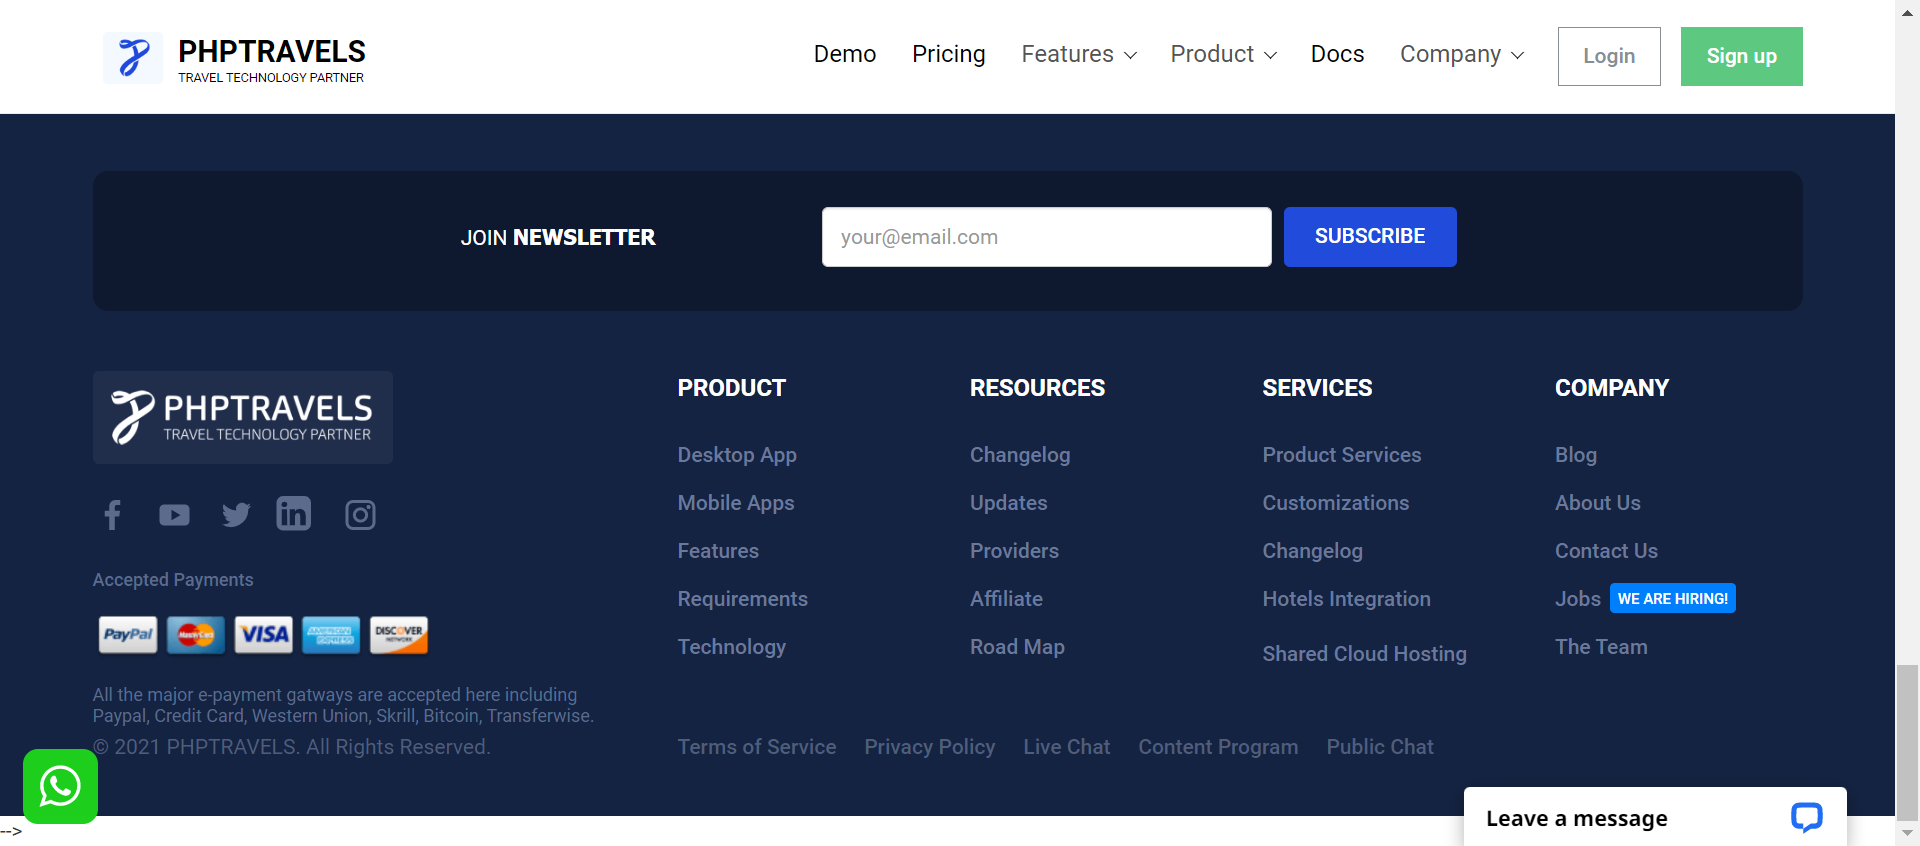 PHPTRAVELS
TRAVEL TECHNOLOGY PARTNER
Demo Pricing Features Product Docs Company Login Sign up
JOIN NEWSLETTER your@email.com SUBSCRIBE
PHPTRAVELS
TRAVEL TECHNOLOGY PARTNER
Accepted Payments
PayPal MasterCard VISA AMERICAN EXPRESS DISCOVER NETWORK
All the major e-payment gatways are accepted here including
Paypal, Credit Card, Western Union, Skrill, Bitcoin, Transferwise.
PRODUCT
Desktop App
Mobile Apps
Features
Requirements
Technology
RESOURCES
Changelog
Updates
Providers
Affiliate
Road Map
SERVICES
Product Services
Customizations
Changelog
Hotels Integration
Shared Cloud Hosting
COMPANY
Blog
About Us
Contact Us
Jobs WE ARE HIRING!
The Team
© 2021 PHPTRAVELS. All Rights Reserved.
Terms of Service Privacy Policy Live Chat Content Program Public Chat
Leave a message
-->